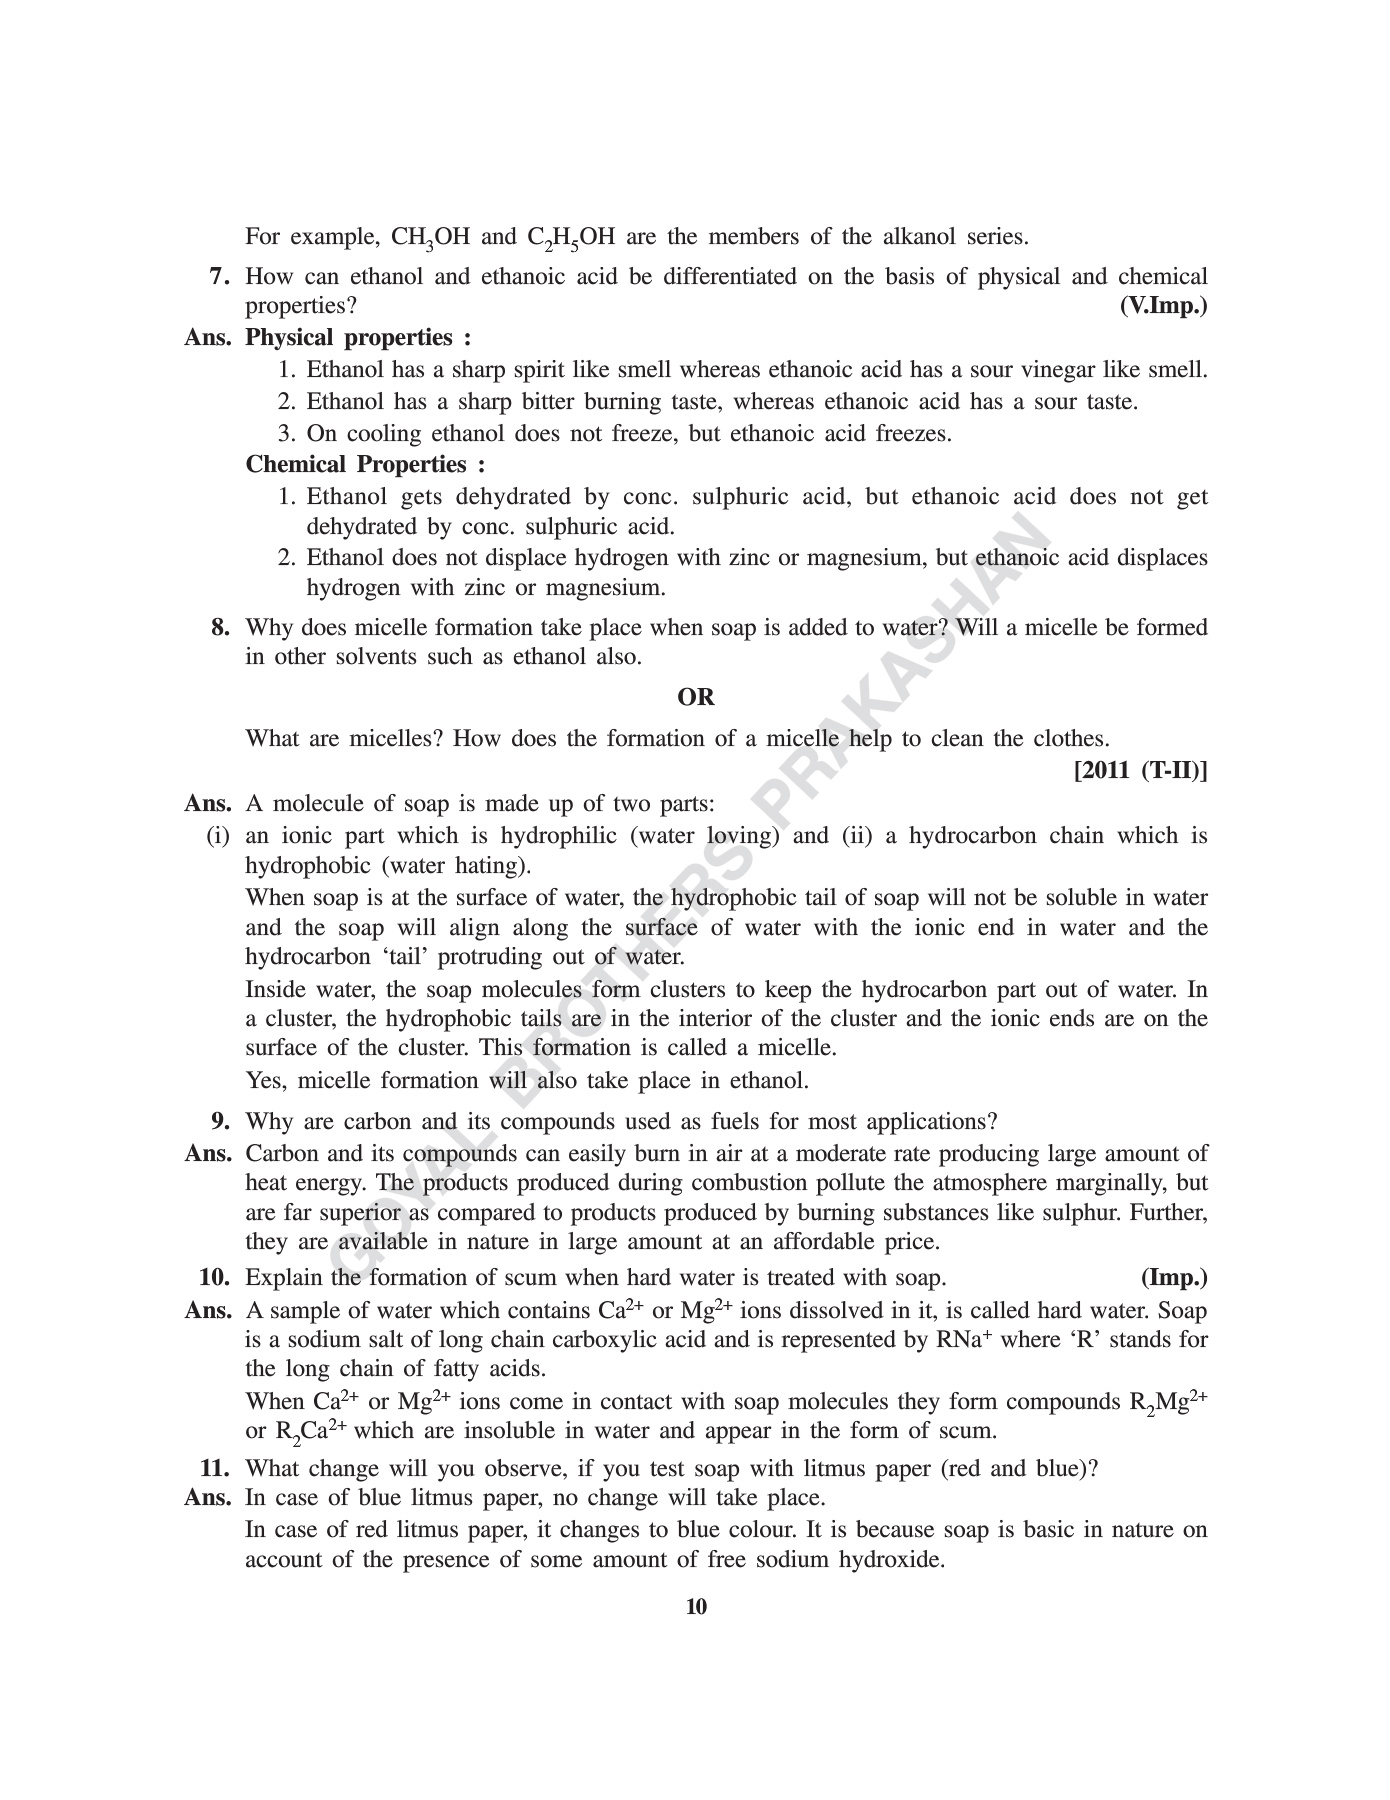 For example, CH₃OH and C₂H₅OH are the members of the alkanol series.
7. How can ethanol and ethanoic acid be differentiated on the basis of physical and chemical
properties? (V.Imp.)
Ans. Physical properties :
1. Ethanol has a sharp spirit like smell whereas ethanoic acid has a sour vinegar like smell.
2. Ethanol has a sharp bitter burning taste, whereas ethanoic acid has a sour taste.
3. On cooling ethanol does not freeze, but ethanoic acid freezes.
Chemical Properties :
1. Ethanol gets dehydrated by conc. sulphuric acid, but ethanoic acid does not get
dehydrated by conc. sulphuric acid.
2. Ethanol does not displace hydrogen with zinc or magnesium, but ethanoic acid displaces
hydrogen with zinc or magnesium.
8. Why does micelle formation take place when soap is added to water? Will a micelle be formed
in other solvents such as ethanol also.
OR
What are micelles? How does the formation of a micelle help to clean the clothes.
[2011 (T-II)]
Ans. A molecule of soap is made up of two parts:
(i) an ionic part which is hydrophilic (water loving) and (ii) a hydrocarbon chain which is
hydrophobic (water hating).
When soap is at the surface of water, the hydrophobic tail of soap will not be soluble in water
and the soap will align along the surface of water with the ionic end in water and the
hydrocarbon ‘tail’ protruding out of water.
Inside water, the soap molecules form clusters to keep the hydrocarbon part out of water. In
a cluster, the hydrophobic tails are in the interior of the cluster and the ionic ends are on the
surface of the cluster. This formation is called a micelle.
Yes, micelle formation will also take place in ethanol.
9. Why are carbon and its compounds used as fuels for most applications?
Ans. Carbon and its compounds can easily burn in air at a moderate rate producing large amount of
heat energy. The products produced during combustion pollute the atmosphere marginally, but
are far superior as compared to products produced by burning substances like sulphur. Further,
they are available in nature in large amount at an affordable price.
10. Explain the formation of scum when hard water is treated with soap. (Imp.)
Ans. A sample of water which contains Ca²⁺ or Mg²⁺ ions dissolved in it, is called hard water. Soap
is a sodium salt of long chain carboxylic acid and is represented by RNa⁺ where ‘R’ stands for
the long chain of fatty acids.
When Ca²⁺ or Mg²⁺ ions come in contact with soap molecules they form compounds R₂Mg²⁺
or R₂Ca²⁺ which are insoluble in water and appear in the form of scum.
11. What change will you observe, if you test soap with litmus paper (red and blue)?
Ans. In case of blue litmus paper, no change will take place.
In case of red litmus paper, it changes to blue colour. It is because soap is basic in nature on
account of the presence of some amount of free sodium hydroxide.
10
GOYAL BROTHERS PRAKASHAN